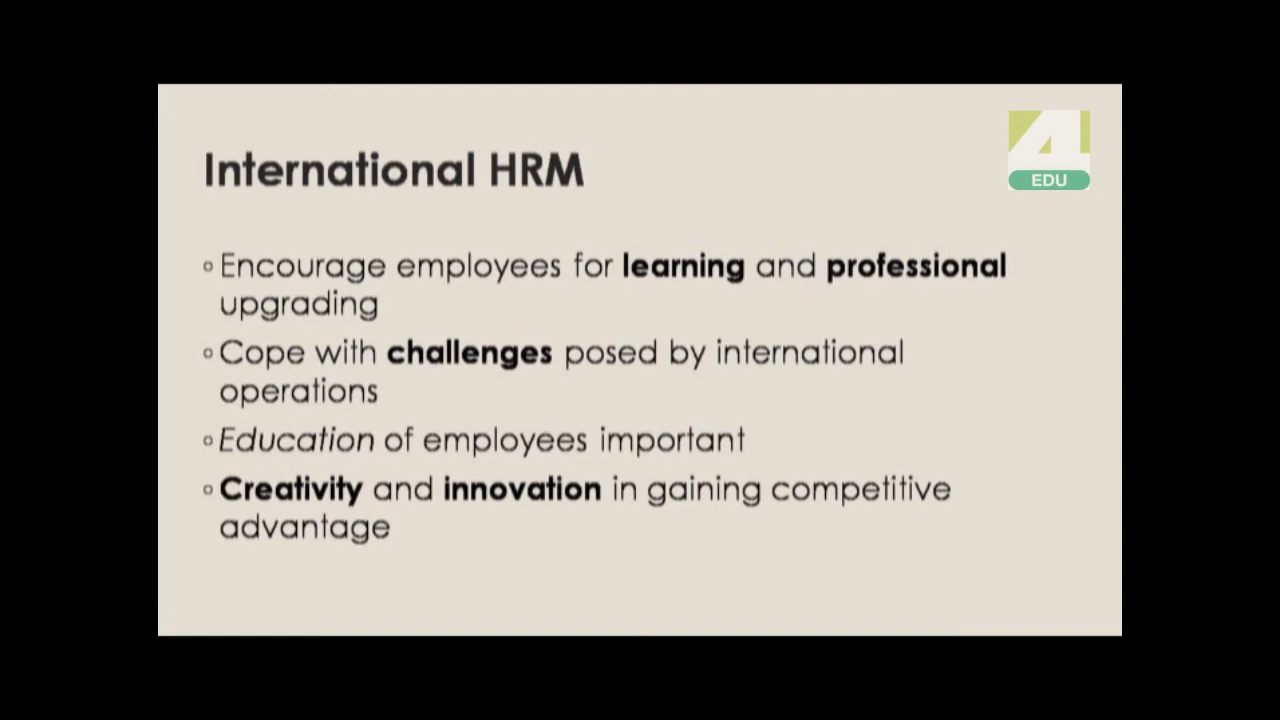 4
EDU
International HRM
◦ Encourage employees for learning and professional
upgrading
◦ Cope with challenges posed by international
operations
◦ Education of employees important
◦ Creativity and innovation in gaining competitive
advantage